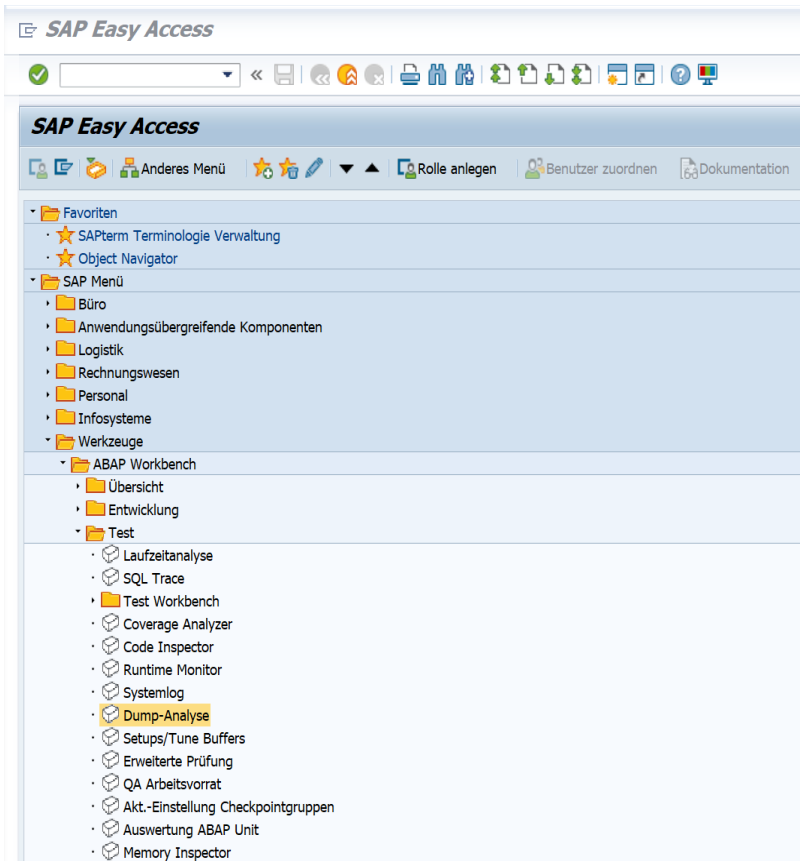 SAP Easy Access
SAP Easy Access
Anderes Menü Rolle anlegen Benutzer zuordnen Dokumentation
Favoriten
SAPterm Terminologie Verwaltung
Object Navigator
SAP Menü
Büro
Anwendungsübergreifende Komponenten
Logistik
Rechnungswesen
Personal
Infosysteme
Werkzeuge
ABAP Workbench
Übersicht
Entwicklung
Test
Laufzeitanalyse
SQL Trace
Test Workbench
Coverage Analyzer
Code Inspector
Runtime Monitor
Systemlog
Dump-Analyse
Setups/Tune Buffers
Erweiterte Prüfung
QA Arbeitsvorrat
Akt.-Einstellung Checkpointgruppen
Auswertung ABAP Unit
Memory Inspector